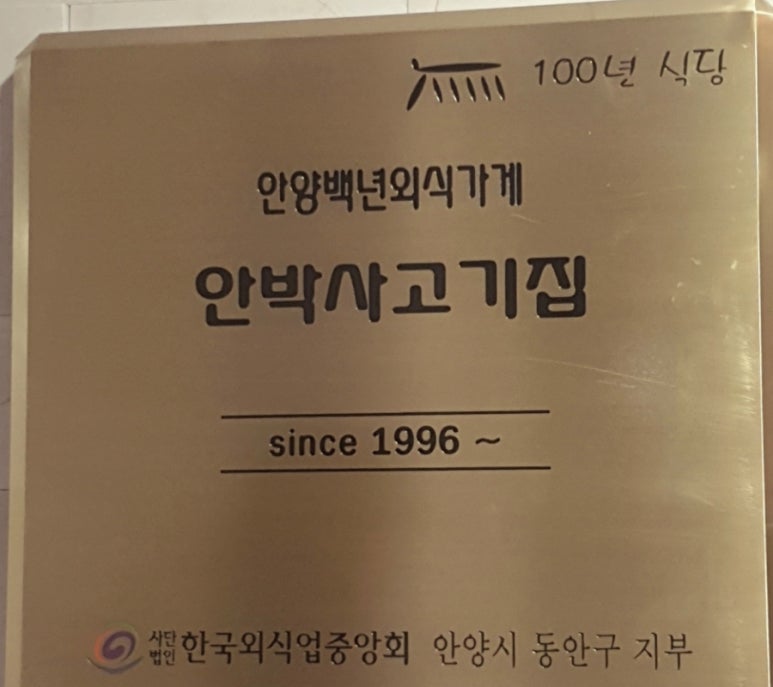 100년 식당
안양백년외식가게
안박사고기집
since 1996 ~
사단법인 한국외식업중앙회 안양시 동안구 지부